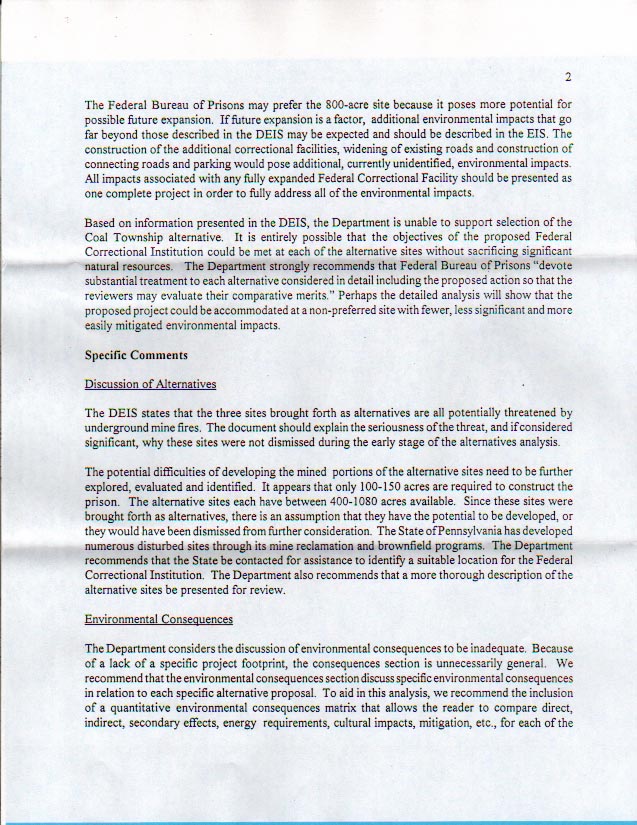 2
The Federal Bureau of Prisons may prefer the 800-acre site because it poses more potential for
possible future expansion. If future expansion is a factor, additional environmental impacts that go
far beyond those described in the DEIS may be expected and should be described in the EIS. The
construction of the additional correctional facilities, widening of existing roads and construction of
connecting roads and parking would pose additional, currently unidentified, environmental impacts.
All impacts associated with any fully expanded Federal Correctional Facility should be presented as
one complete project in order to fully address all of the environmental impacts.
Based on information presented in the DEIS, the Department is unable to support selection of the
Coal Township alternative. It is entirely possible that the objectives of the proposed Federal
Correctional Institution could be met at each of the alternative sites without sacrificing significant
natural resources. The Department strongly recommends that Federal Bureau of Prisons "devote
substantial treatment to each alternative considered in detail including the proposed action so that the
reviewers may evaluate their comparative merits." Perhaps the detailed analysis will show that the
proposed project could be accommodated at a non-preferred site with fewer, less significant and more
easily mitigated environmental impacts.
Specific Comments
Discussion of Alternatives
The DEIS states that the three sites brought forth as alternatives are all potentially threatened by
underground mine fires. The document should explain the seriousness of the threat, and if considered
significant, why these sites were not dismissed during the early stage of the alternatives analysis.
The potential difficulties of developing the mined portions of the alternative sites need to be further
explored, evaluated and identified. It appears that only 100-150 acres are required to construct the
prison. The alternative sites each have between 400-1080 acres available. Since these sites were
brought forth as alternatives, there is an assumption that they have the potential to be developed, or
they would have been dismissed from further consideration. The State of Pennsylvania has developed
numerous disturbed sites through its mine reclamation and brownfield programs. The Department
recommends that the State be contacted for assistance to identify a suitable location for the Federal
Correctional Institution. The Department also recommends that a more thorough description of the
alternative sites be presented for review.
Environmental Consequences
The Department considers the discussion of environmental consequences to be inadequate. Because
of a lack of a specific project footprint, the consequences section is unnecessarily general. We
recommend that the environmental consequences section discuss specific environmental consequences
in relation to each specific alternative proposal. To aid in this analysis, we recommend the inclusion
of a quantitative environmental consequences matrix that allows the reader to compare direct,
indirect, secondary effects, energy requirements, cultural impacts, mitigation, etc., for each of the